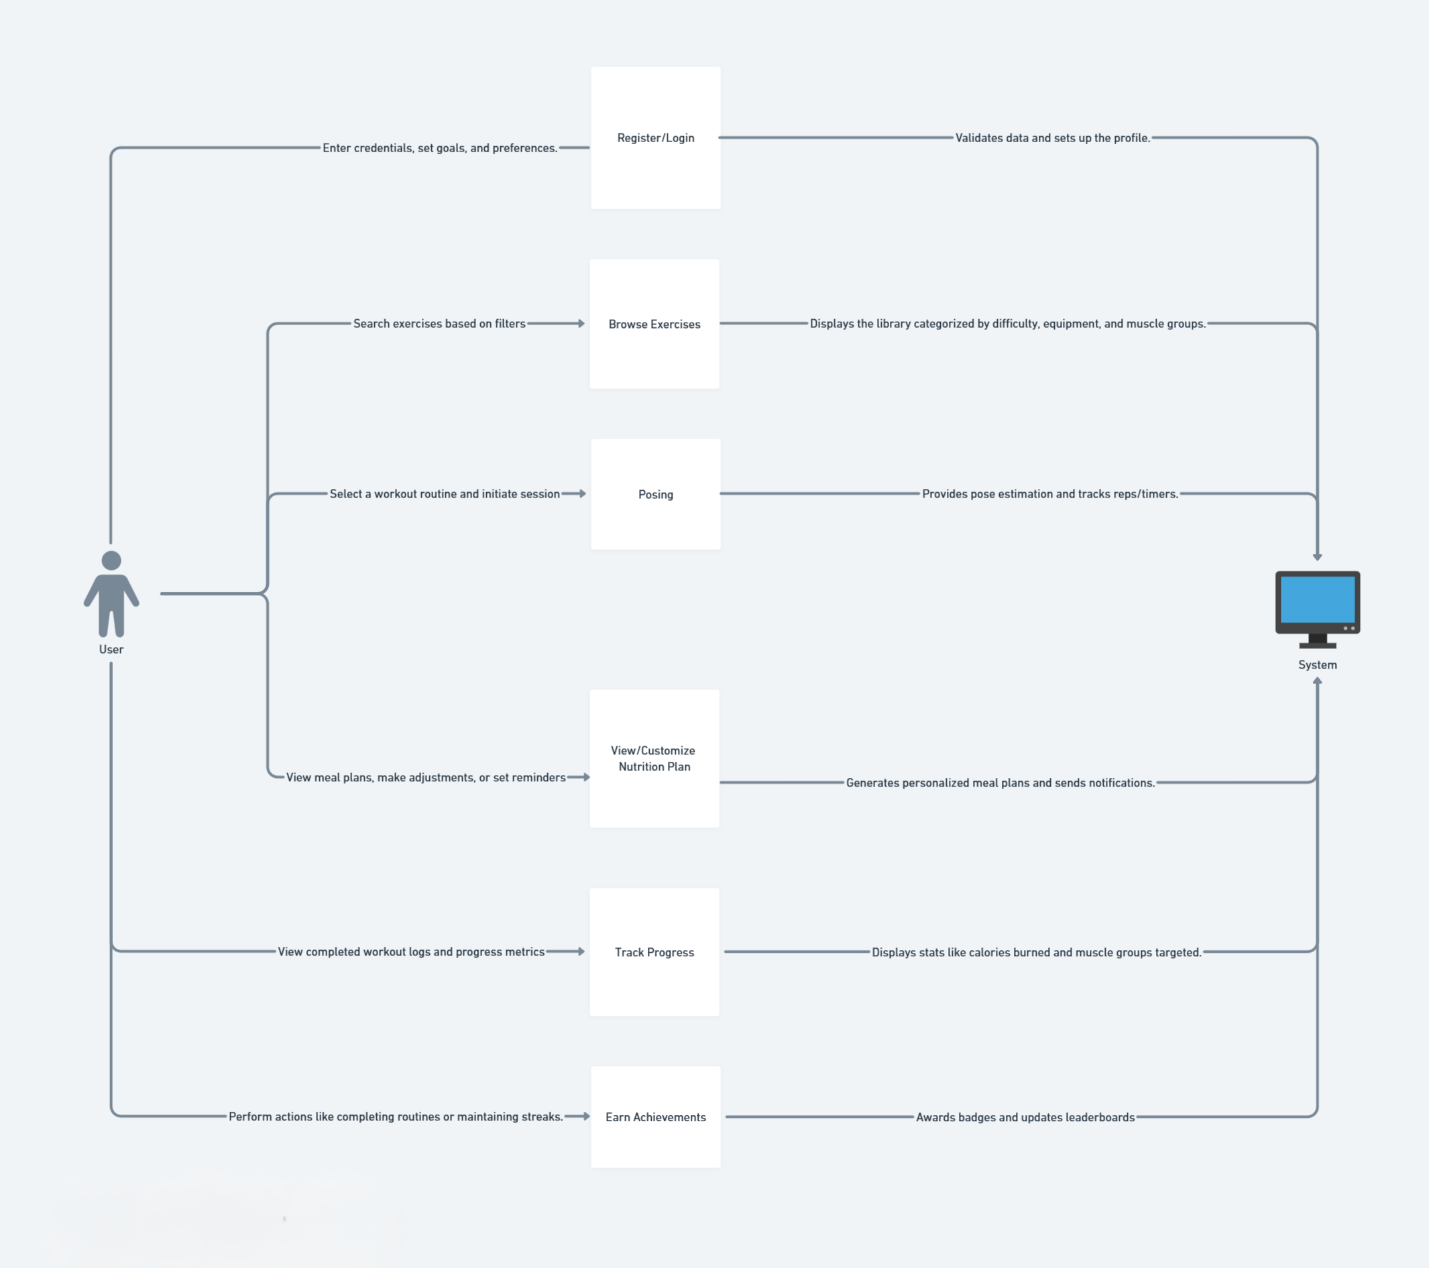 Register/Login
Enter credentials, set goals, and preferences.
Validates data and sets up the profile.
Search exercises based on filters
Browse Exercises
Displays the library categorized by difficulty, equipment, and muscle groups.
Select a workout routine and initiate session
Posing
Provides pose estimation and tracks reps/timers.
User
System
View/Customize
Nutrition Plan
View meal plans, make adjustments, or set reminders
Generates personalized meal plans and sends notifications.
View completed workout logs and progress metrics
Track Progress
Displays stats like calories burned and muscle groups targeted.
Perform actions like completing routines or maintaining streaks.
Earn Achievements
Awards badges and updates leaderboards